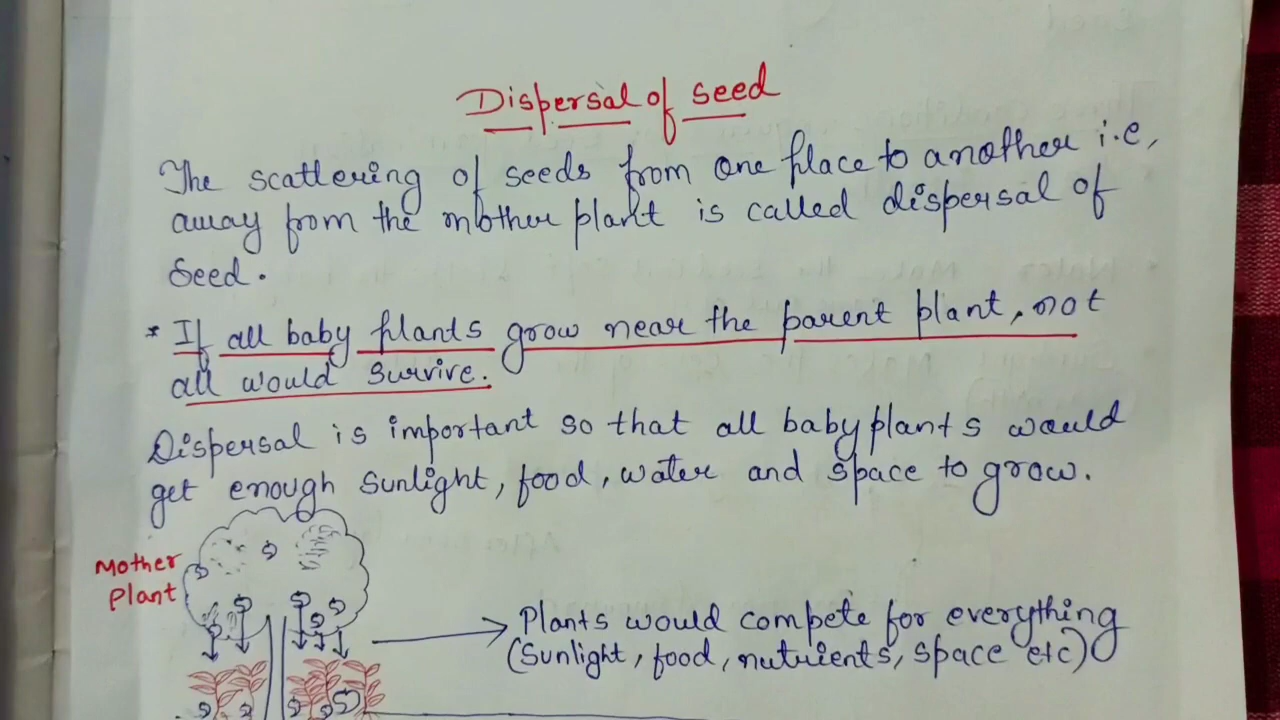 Dispersal of seed
The scattering of seeds from one place to another i.e,
away from the mother plant is called dispersal of
seed.
* If all baby plants grow near the parent plant, not
all would survive.
Dispersal is important so that all baby plants would
get enough sunlight, food, water and space to grow.
Mother
plant
Plants would compete for everything
(Sunlight, food, nutrients, space etc)